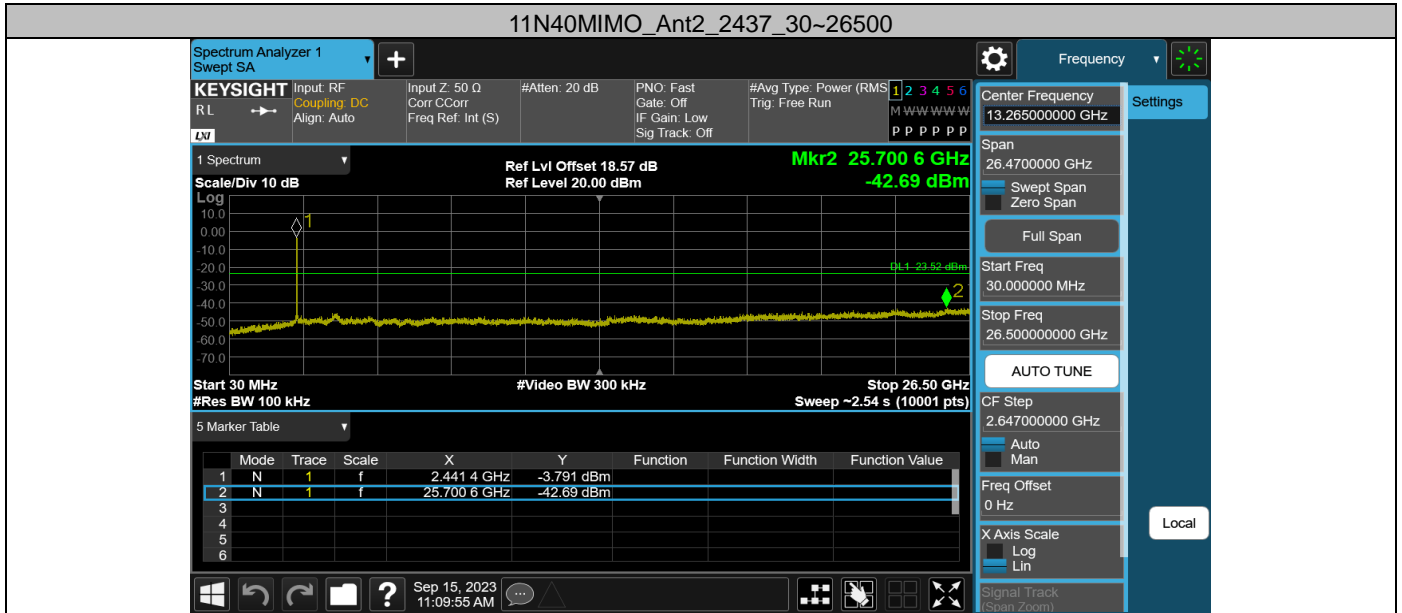 11N40MIMO_Ant2_2437_30~26500
Spectrum Analyzer 1
Swept SA
+
Frequency
KEYSIGHT
RL
LXI
Input: RF
Coupling: DC
Align: Auto
Input Z: 50 Ω
Corr CCorr
Freq Ref: Int (S)
#Atten: 20 dB
PNO: Fast
Gate: Off
IF Gain: Low
Sig Track: Off
#Avg Type: Power (RMS
Trig: Free Run
1 2 3 4 5 6
M W W W W W
P P P P P P
1 Spectrum
Scale/Div 10 dB
Ref Lvl Offset 18.57 dB
Ref Level 20.00 dBm
Mkr2 25.700 6 GHz
-42.69 dBm
Log
10.0
0.00
-10.0
-20.0
-30.0
-40.0
-50.0
-60.0
-70.0
1
DL1 -23.52 dBm
2
Start 30 MHz
#Video BW 300 kHz
Stop 26.50 GHz
#Res BW 100 kHz
Sweep ~2.54 s (10001 pts)
5 Marker Table
Mode Trace Scale X Y Function Function Width Function Value
1 N 1 f 2.441 4 GHz -3.791 dBm
2 N 1 f 25.700 6 GHz -42.69 dBm
3
4
5
6
Center Frequency
13.265000000 GHz
Settings
Span
26.4700000 GHz
Swept Span
Zero Span
Full Span
Start Freq
30.000000 MHz
Stop Freq
26.500000000 GHz
AUTO TUNE
CF Step
2.647000000 GHz
Auto
Man
Freq Offset
0 Hz
X Axis Scale
Log
Lin
Local
Signal Track
(Span Zoom)
?
Sep 15, 2023
11:09:55 AM